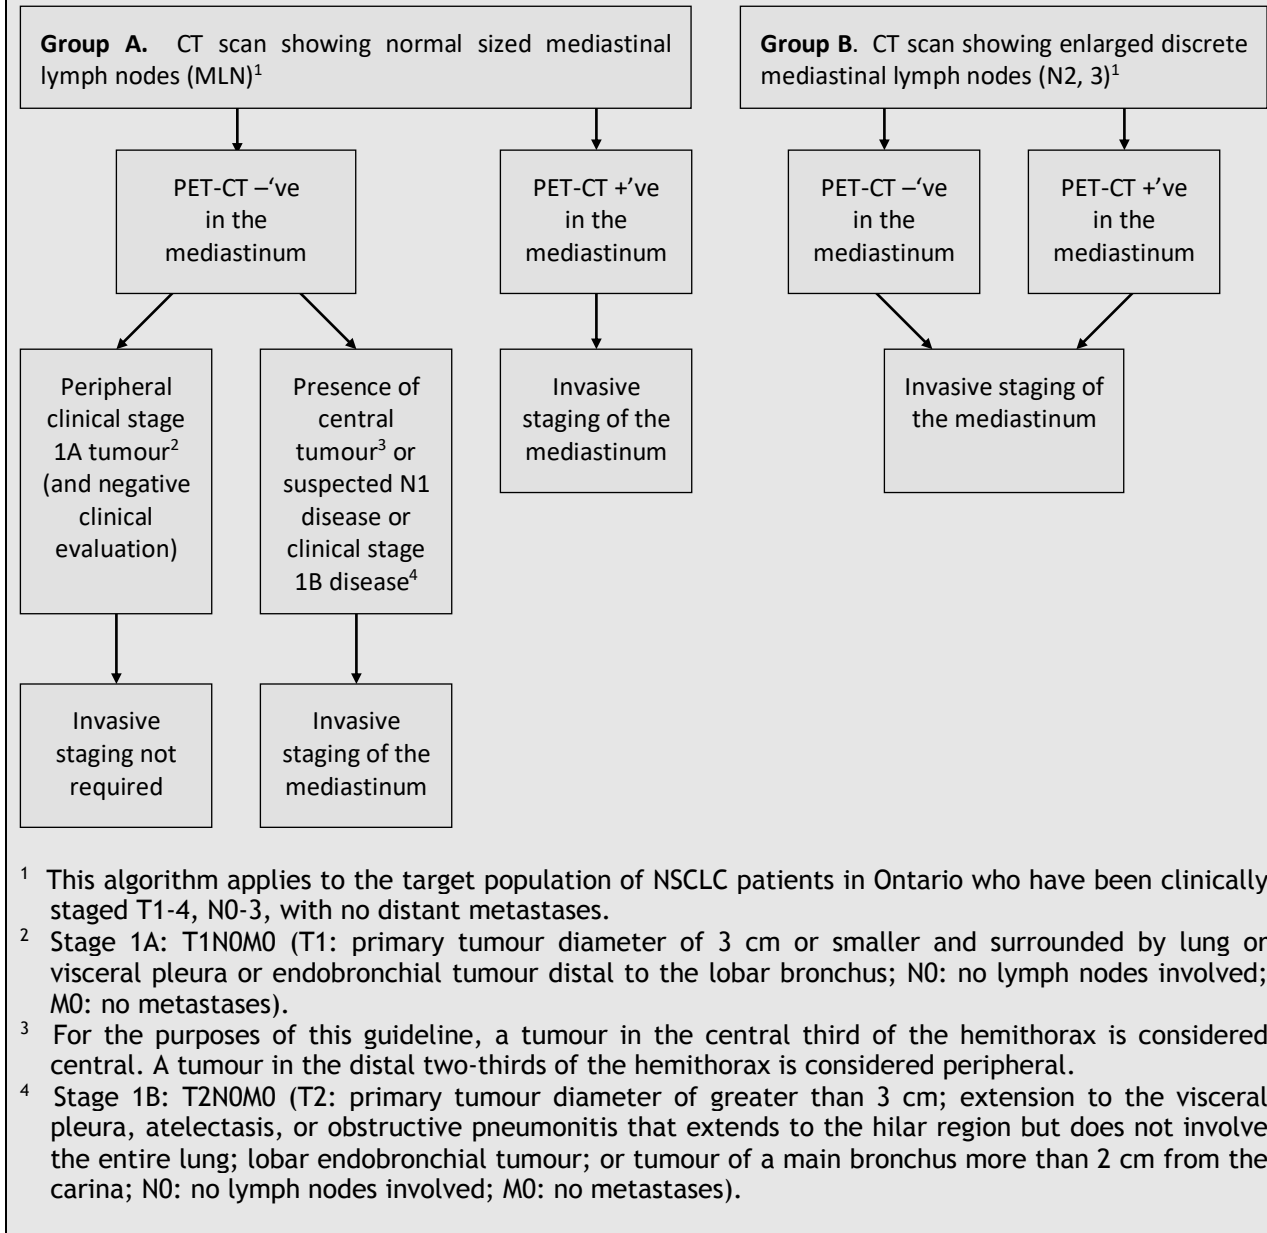 Group A. CT scan showing normal sized mediastinal
lymph nodes (MLN)¹
Group B. CT scan showing enlarged discrete
mediastinal lymph nodes (N2, 3)¹
PET-CT –‘ve
in the
mediastinum
PET-CT +’ve
in the
mediastinum
PET-CT –‘ve
in the
mediastinum
PET-CT +’ve
in the
mediastinum
Peripheral
clinical stage
1A tumour²
(and negative
clinical
evaluation)
Presence of
central
tumour³ or
suspected N1
disease or
clinical stage
1B disease⁴
Invasive
staging of the
mediastinum
Invasive staging of
the mediastinum
Invasive
staging not
required
Invasive
staging of the
mediastinum
¹ This algorithm applies to the target population of NSCLC patients in Ontario who have been clinically
staged T1-4, N0-3, with no distant metastases.
² Stage 1A: T1N0M0 (T1: primary tumour diameter of 3 cm or smaller and surrounded by lung or
visceral pleura or endobronchial tumour distal to the lobar bronchus; N0: no lymph nodes involved;
M0: no metastases).
³ For the purposes of this guideline, a tumour in the central third of the hemithorax is considered
central. A tumour in the distal two-thirds of the hemithorax is considered peripheral.
⁴ Stage 1B: T2N0M0 (T2: primary tumour diameter of greater than 3 cm; extension to the visceral
pleura, atelectasis, or obstructive pneumonitis that extends to the hilar region but does not involve
the entire lung; lobar endobronchial tumour; or tumour of a main bronchus more than 2 cm from the
carina; N0: no lymph nodes involved; M0: no metastases).